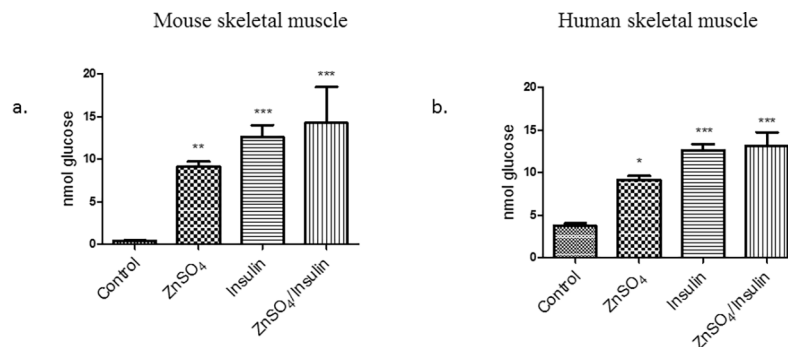 Mouse skeletal muscle
Human skeletal muscle
a.
nmol glucose
20
15
10
5
0
**
***
***
Control
ZnSO₄
Insulin
ZnSO₄/Insulin
b.
nmol glucose
20
15
10
5
0
*
***
***
Control
ZnSO₄
Insulin
ZnSO₄/Insulin